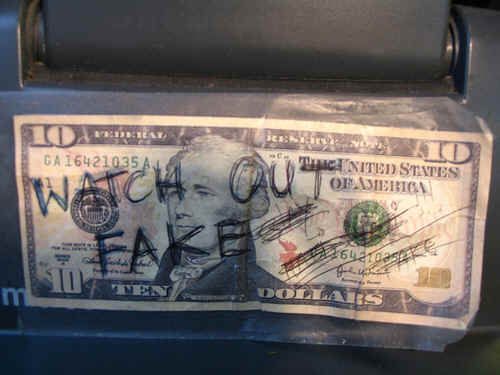 10 FEDERAL RESERVE NOTE 10
GA 16421035 A
THE UNITED STATES
OF AMERICA
WATCH OUT
FAKE
GA16421035A
10 TEN DOLLARS 10
m